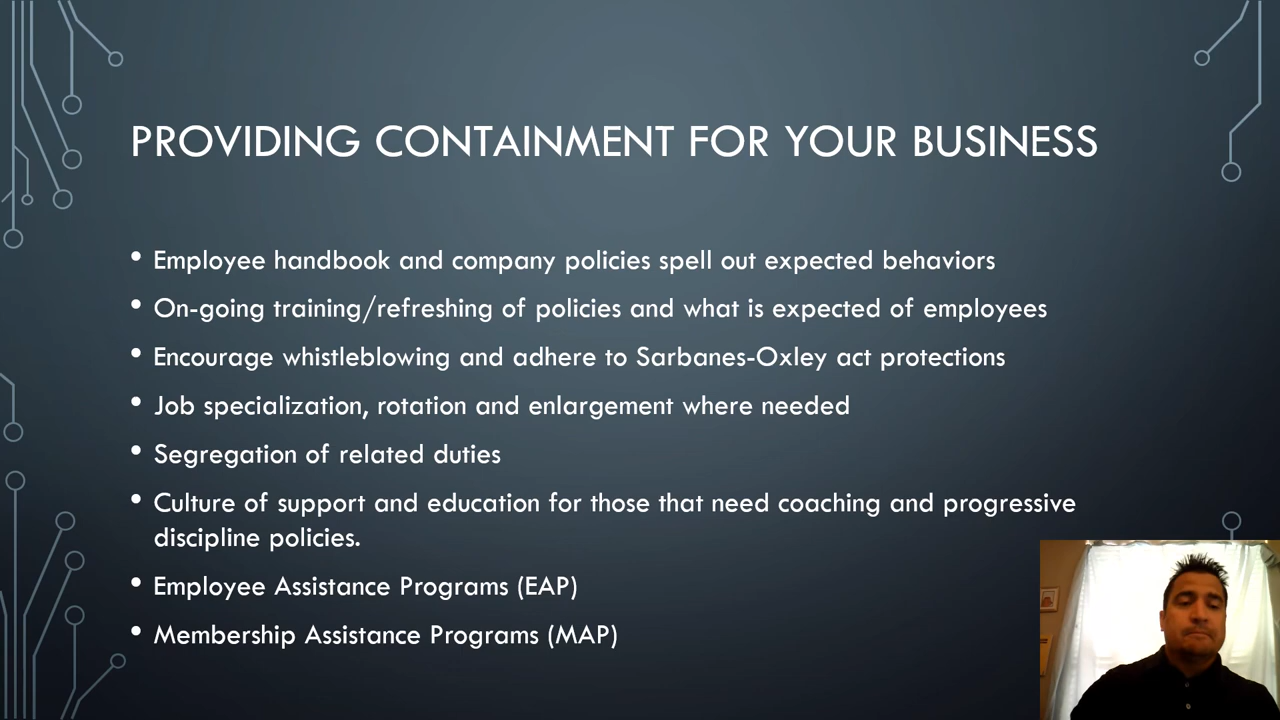 PROVIDING CONTAINMENT FOR YOUR BUSINESS
• Employee handbook and company policies spell out expected behaviors
• On-going training/refreshing of policies and what is expected of employees
• Encourage whistleblowing and adhere to Sarbanes-Oxley act protections
• Job specialization, rotation and enlargement where needed
• Segregation of related duties
• Culture of support and education for those that need coaching and progressive
discipline policies.
• Employee Assistance Programs (EAP)
• Membership Assistance Programs (MAP)